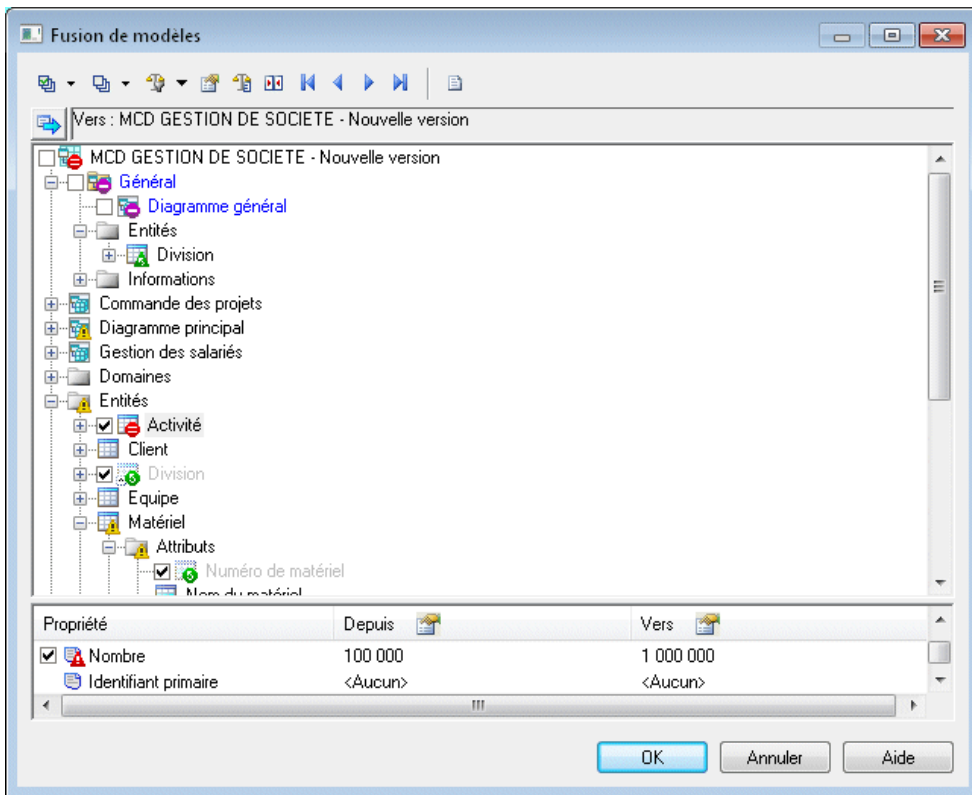 Fusion de modèles
Vers : MCD GESTION DE SOCIETE - Nouvelle version
MCD GESTION DE SOCIETE - Nouvelle version
Général
Diagramme général
Entités
Division
Informations
Commande des projets
Diagramme principal
Gestion des salariés
Domaines
Entités
Activité
Client
Division
Equipe
Matériel
Attributs
Numéro de matériel
Nom du matériel
Propriété Depuis Vers
Nombre 100 000 1 000 000
Identifiant primaire <Aucun> <Aucun>
OK Annuler Aide